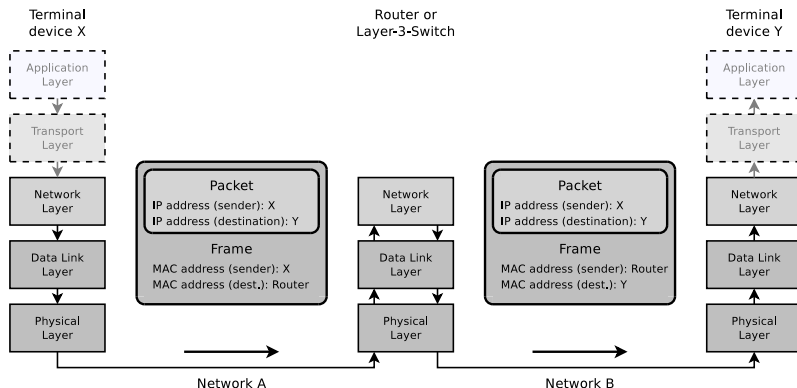 Terminal
device X
Router or
Layer-3-Switch
Terminal
device Y
Application
Layer
Transport
Layer
Network
Layer
Data Link
Layer
Physical
Layer
Packet
IP address (sender): X
IP address (destination): Y
Frame
MAC address (sender): X
MAC address (dest.): Router
Network
Layer
Data Link
Layer
Physical
Layer
Packet
IP address (sender): X
IP address (destination): Y
Frame
MAC address (sender): Router
MAC address (dest.): Y
Application
Layer
Transport
Layer
Network
Layer
Data Link
Layer
Physical
Layer
Network A
Network B